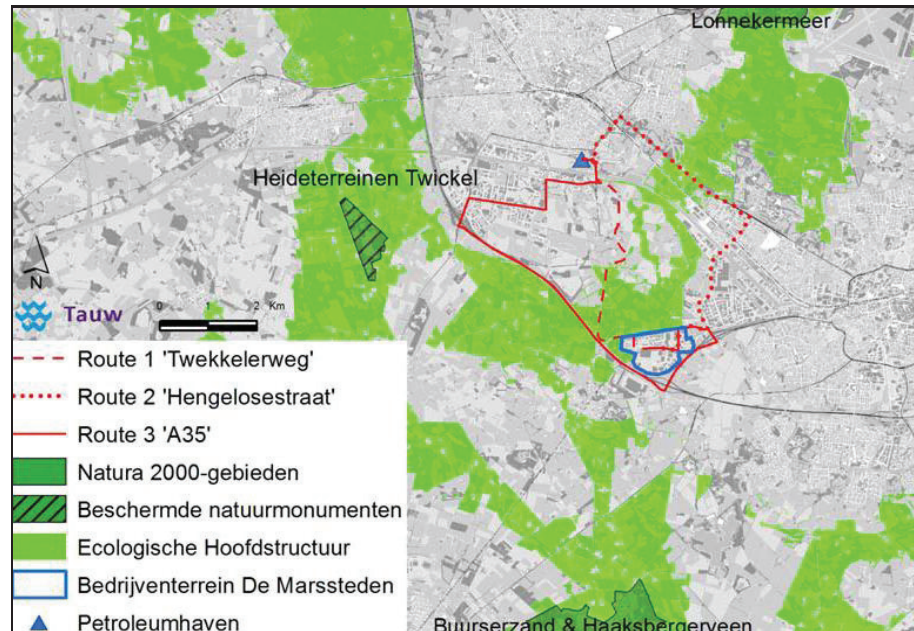 Lonnekermeer
Heideterreinen Twickel
N
0 1 2 Km
Tauw
Route 1 'Twekkelerweg'
Route 2 'Hengelosestraat'
Route 3 'A35'
Natura 2000-gebieden
Beschermde natuurmonumenten
Ecologische Hoofdstructuur
Bedrijventerrein De Marssteden
Petroleumhaven
Buurserzand & Haaksbergerveen